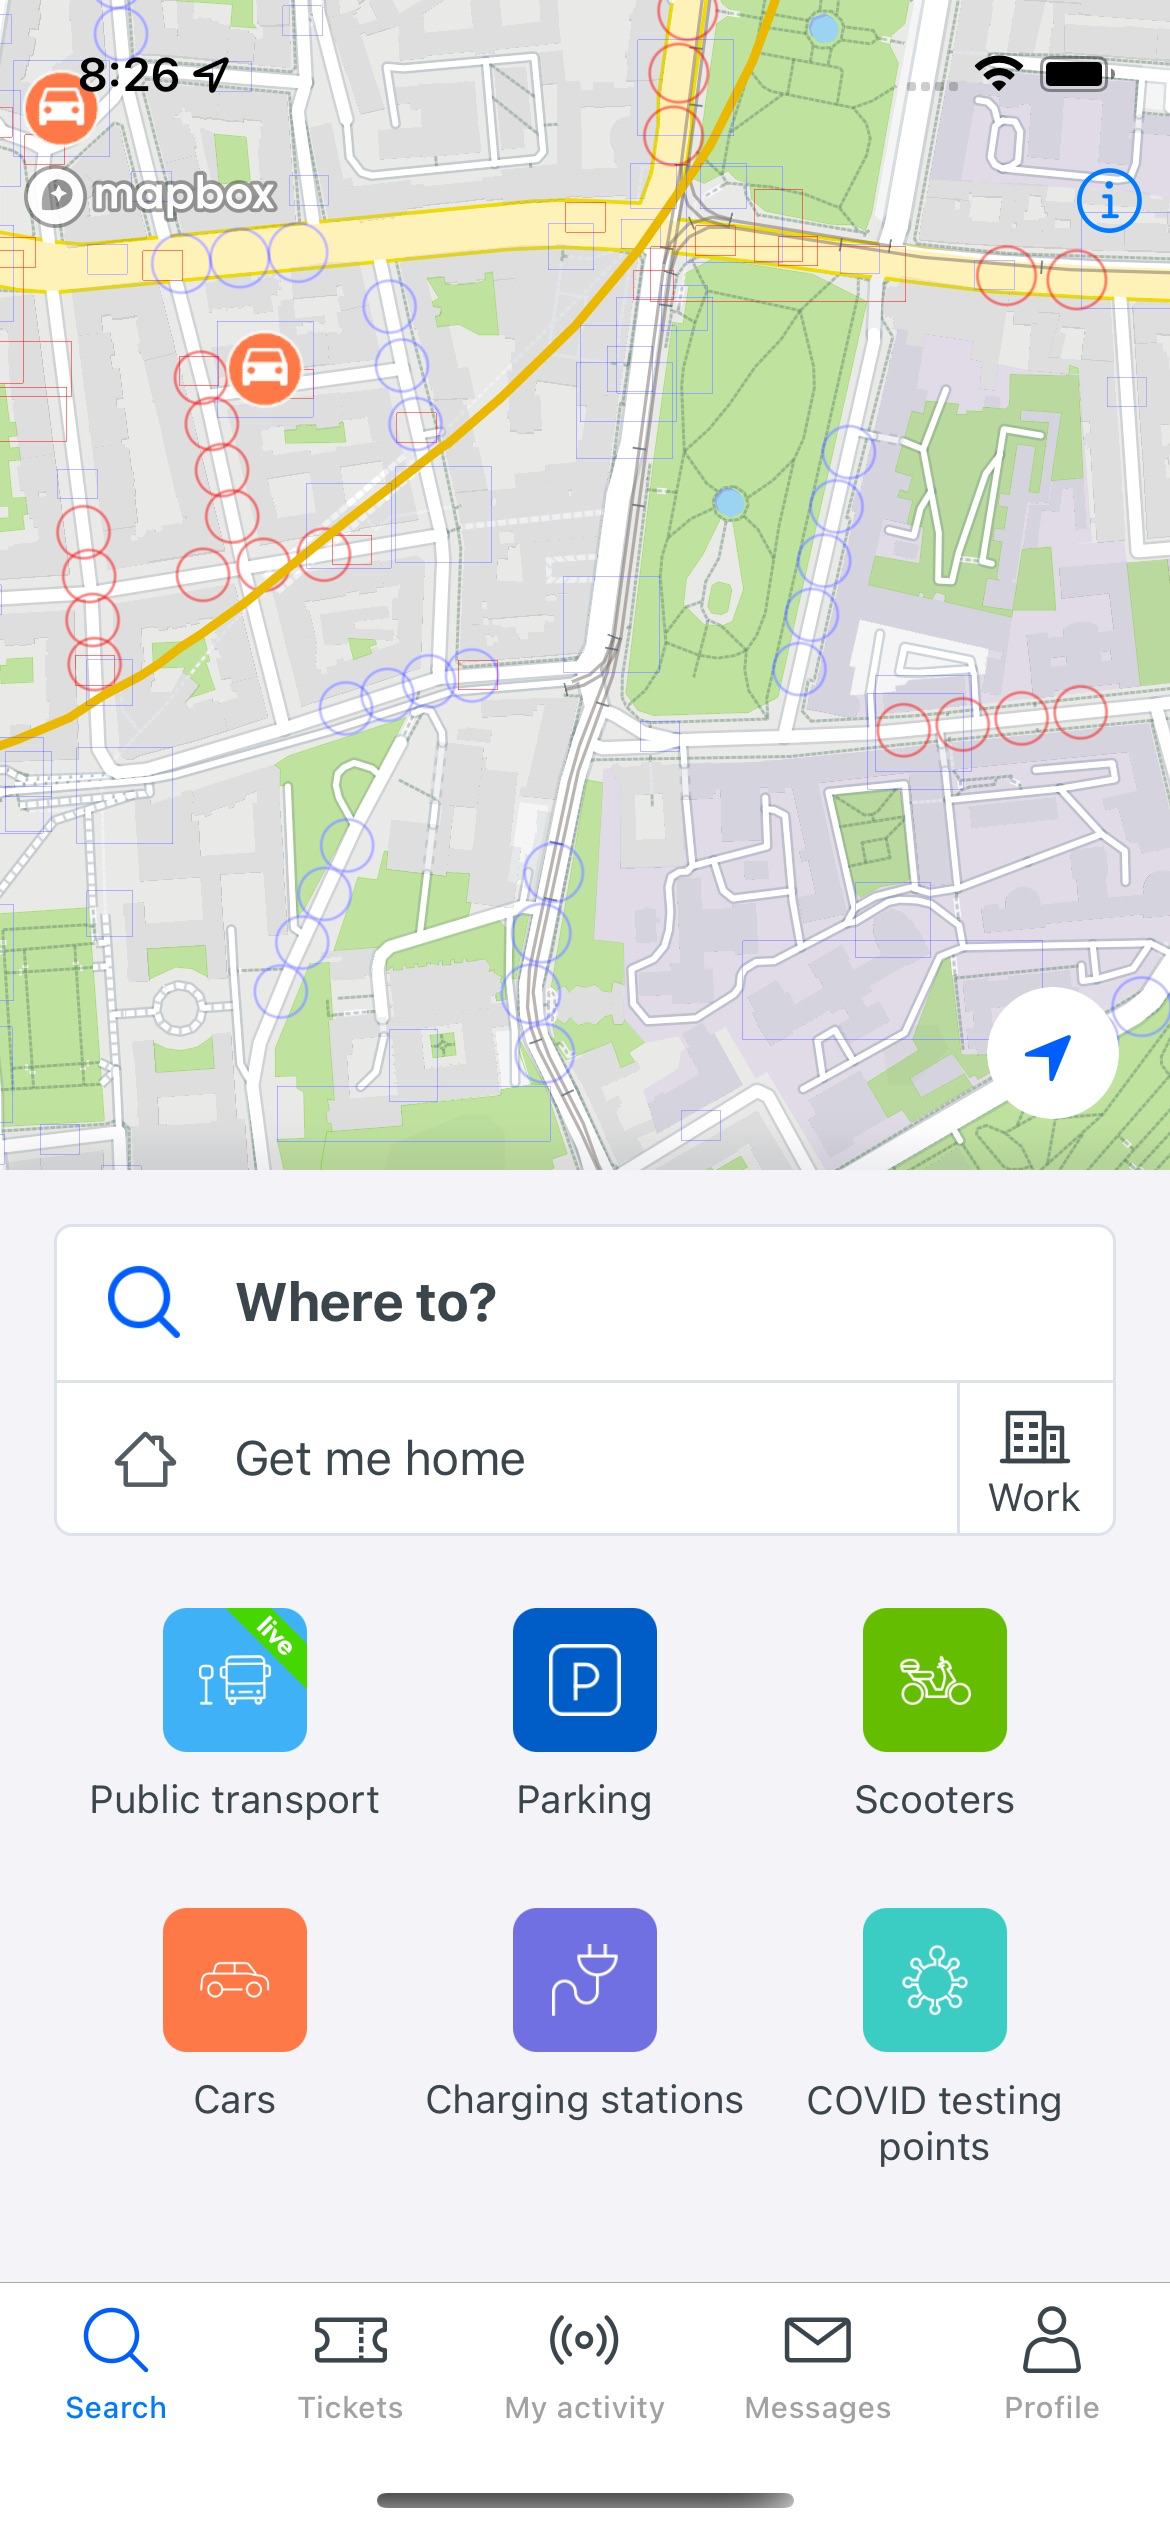 8:26
mapbox
Where to?
Get me home
Work
live
P
Public transport
Parking
Scooters
Cars
Charging stations
COVID testing
points
Search
Tickets
My activity
Messages
Profile